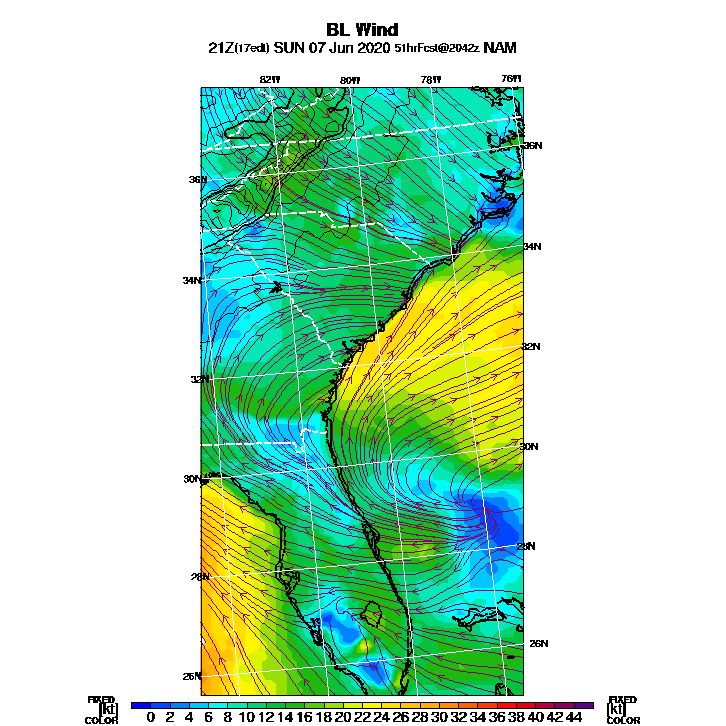 BL Wind
21Z(17edt) SUN 07 Jun 2020 51hrFcst@2042z NAM
82W 80W 78W 76W
36N
36N
34N
34N
32N
32N
30N
30N
28N
28N
26N
26N
FIXED FIXED
[kt] 0 2 4 6 8 10 12 14 16 18 20 22 24 26 28 30 32 34 36 38 40 42 44 [kt]
COLOR COLOR